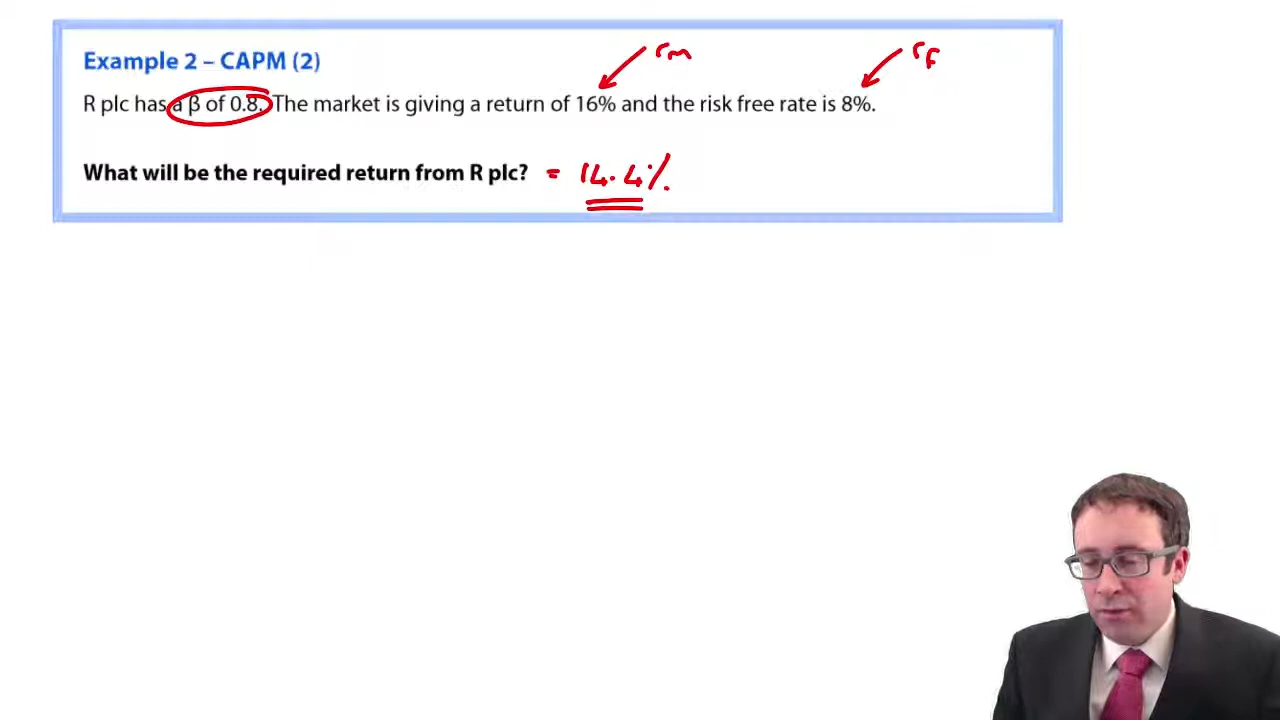 Example 2 – CAPM (2)
rm
rf
R plc has a β of 0.8. The market is giving a return of 16% and the risk free rate is 8%.
What will be the required return from R plc? = 14.4%